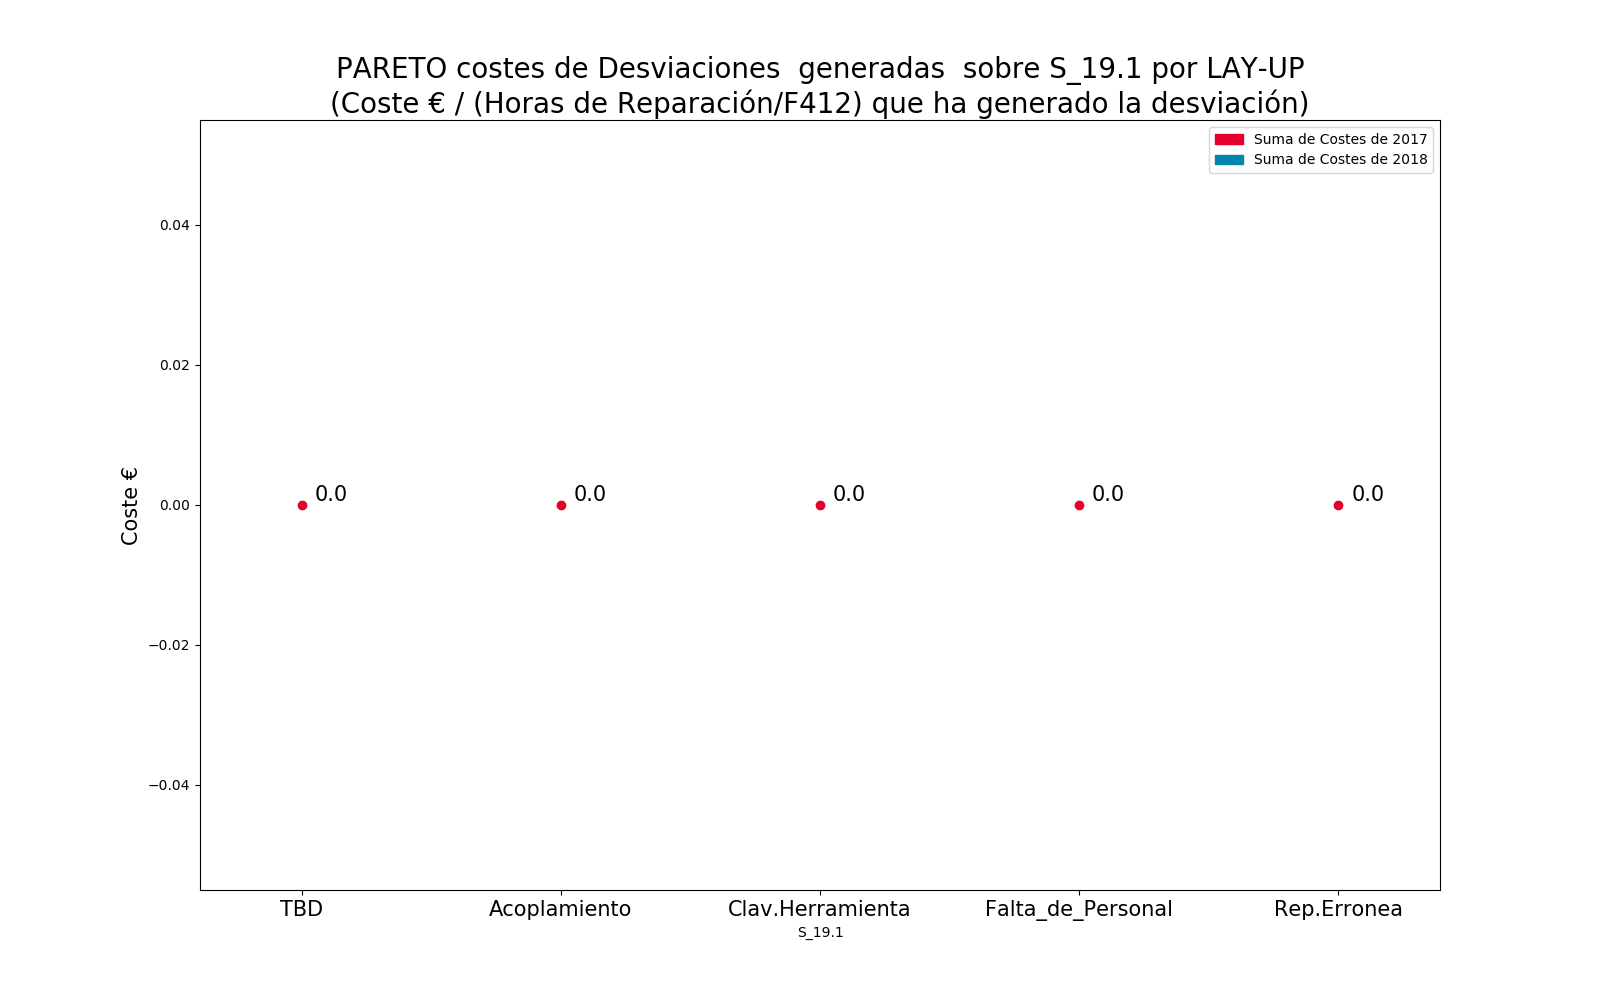 PARETO costes de Desviaciones  generadas  sobre S_19.1 por LAY-UP
(Coste € / (Horas de Reparación/F412) que ha generado la desviación)
Suma de Costes de 2017
Suma de Costes de 2018
0.04
0.02
0.00
−0.02
−0.04
Coste €
0.0
0.0
0.0
0.0
0.0
TBD
Acoplamiento
Clav.Herramienta
Falta_de_Personal
Rep.Erronea
S_19.1